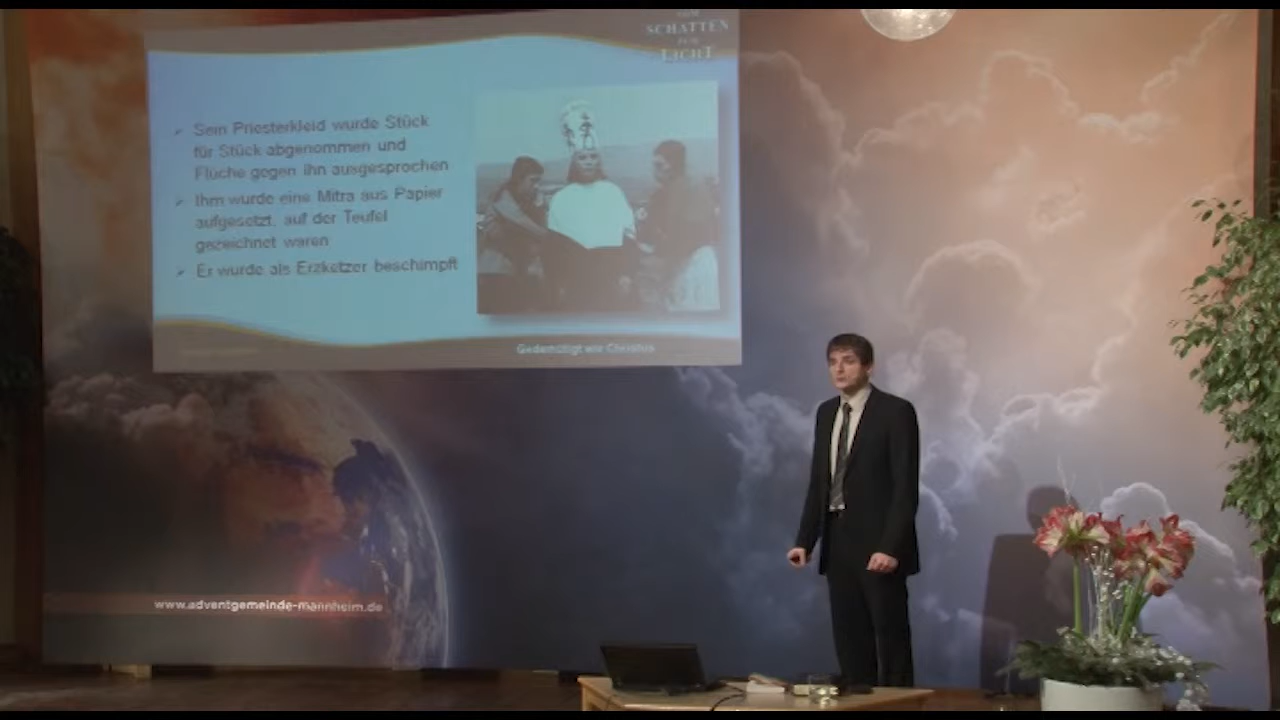 VOM
SCHATTEN
ZUM
LICHT
Sein Priesterkleid wurde Stück
für Stück abgenommen und
Flüche gegen ihn ausgesprochen
Ihm wurde eine Mitra aus Papier
aufgesetzt, auf der Teufel
gezeichnet waren
Er wurde als Erzketzer beschimpft
Gedemütigt wie Christus
www.adventgemeinde-mannheim.de